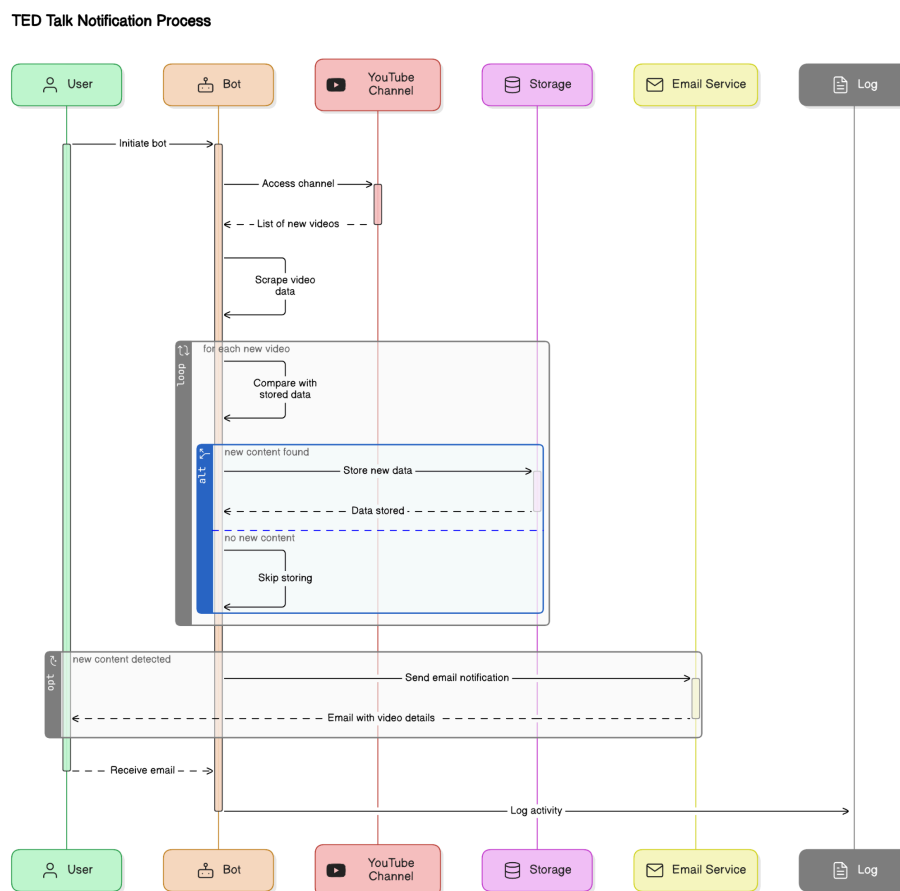 TED Talk Notification Process
User
Bot
YouTube
Channel
Storage
Email Service
Log
Initiate bot
Access channel
List of new videos
Scrape video
data
loop
for each new video
Compare with
stored data
alt
new content found
Store new data
Data stored
no new content
Skip storing
opt
new content detected
Send email notification
Email with video details
Receive email
Log activity
User
Bot
YouTube
Channel
Storage
Email Service
Log